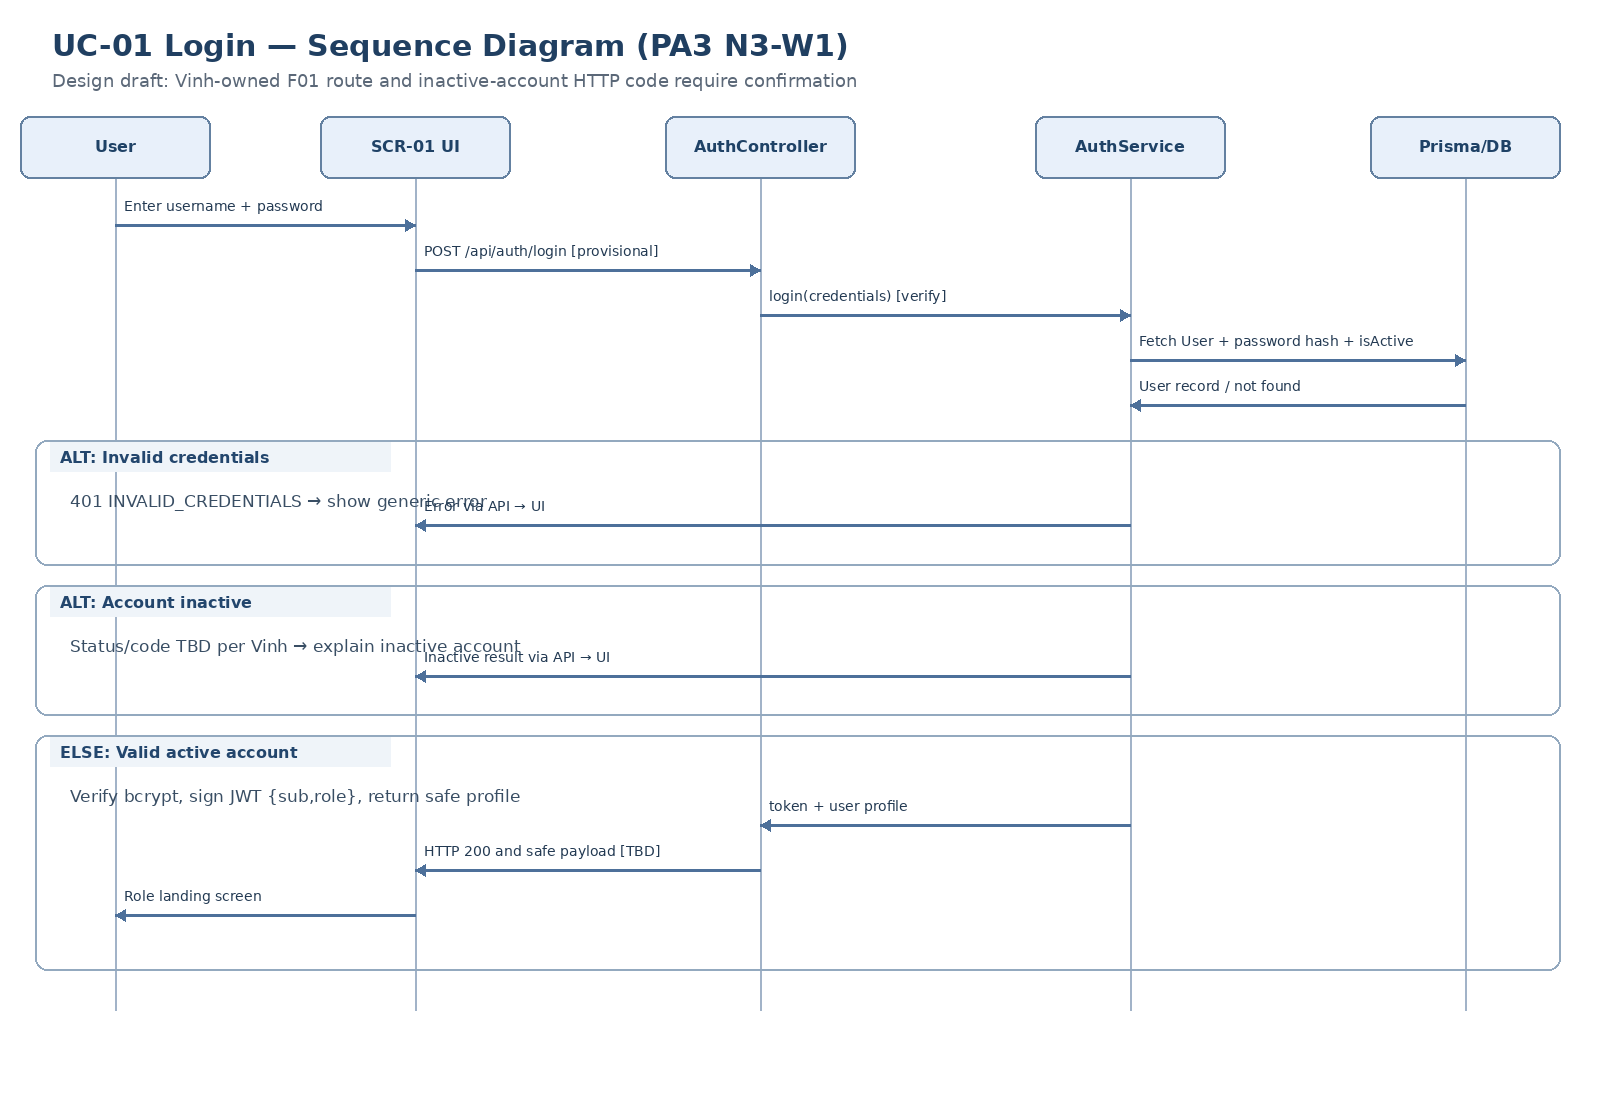 UC-01 Login — Sequence Diagram (PA3 N3-W1)
Design draft: Vinh-owned F01 route and inactive-account HTTP code require confirmation
User
SCR-01 UI
AuthController
AuthService
Prisma/DB
Enter username + password
POST /api/auth/login [provisional]
login(credentials) [verify]
Fetch User + password hash + isActive
User record / not found
ALT: Invalid credentials
401 INVALID_CREDENTIALS → show generic error
Error via API → UI
ALT: Account inactive
Status/code TBD per Vinh → explain inactive account
Inactive result via API → UI
ELSE: Valid active account
Verify bcrypt, sign JWT {sub,role}, return safe profile
token + user profile
HTTP 200 and safe payload [TBD]
Role landing screen